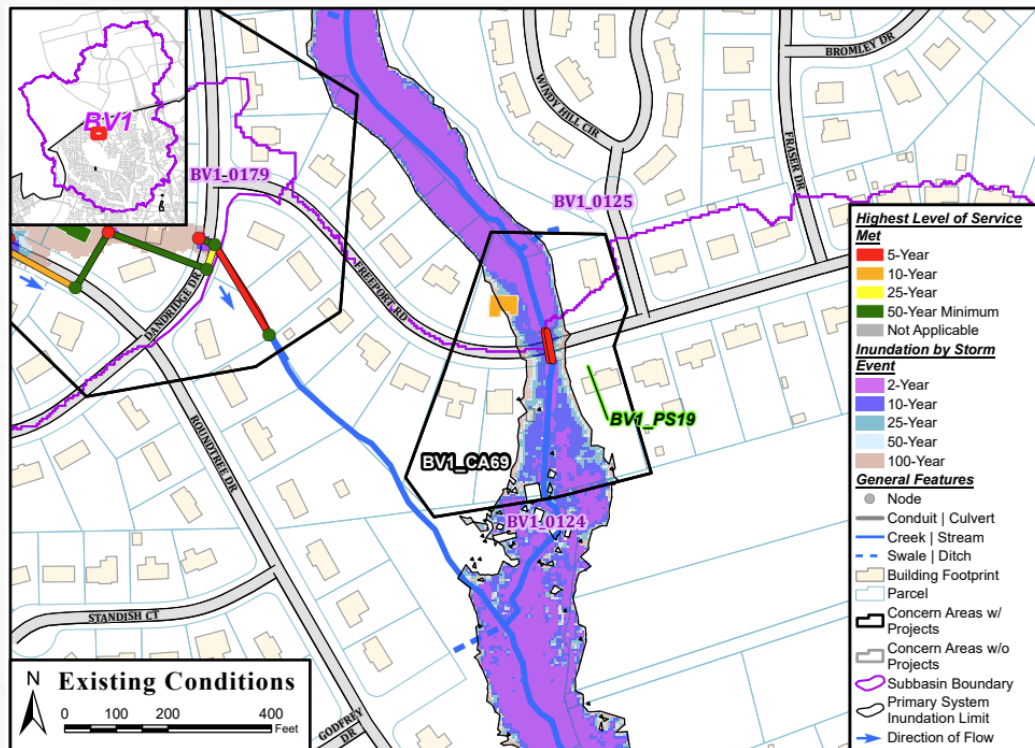 BV1
BROMLEY DR
WINDY HILL CIR
FRASER DR
BV1_0179
BV1_0125
FREEPORT RD
DANDRIDGE DR
ROUNDTREE DR
BV1_PS19
BV1_CA69
BV1_0124
STANDISH CT
GODFREY
DR
N
Existing Conditions
0 100 200 400
Feet
Highest Level of Service
Met
5-Year
10-Year
25-Year
50-Year Minimum
Not Applicable
Inundation by Storm
Event
2-Year
10-Year
25-Year
50-Year
100-Year
General Features
Node
Conduit | Culvert
Creek | Stream
Swale | Ditch
Building Footprint
Parcel
Concern Areas w/
Projects
Concern Areas w/o
Projects
Subbasin Boundary
Primary System
Inundation Limit
Direction of Flow